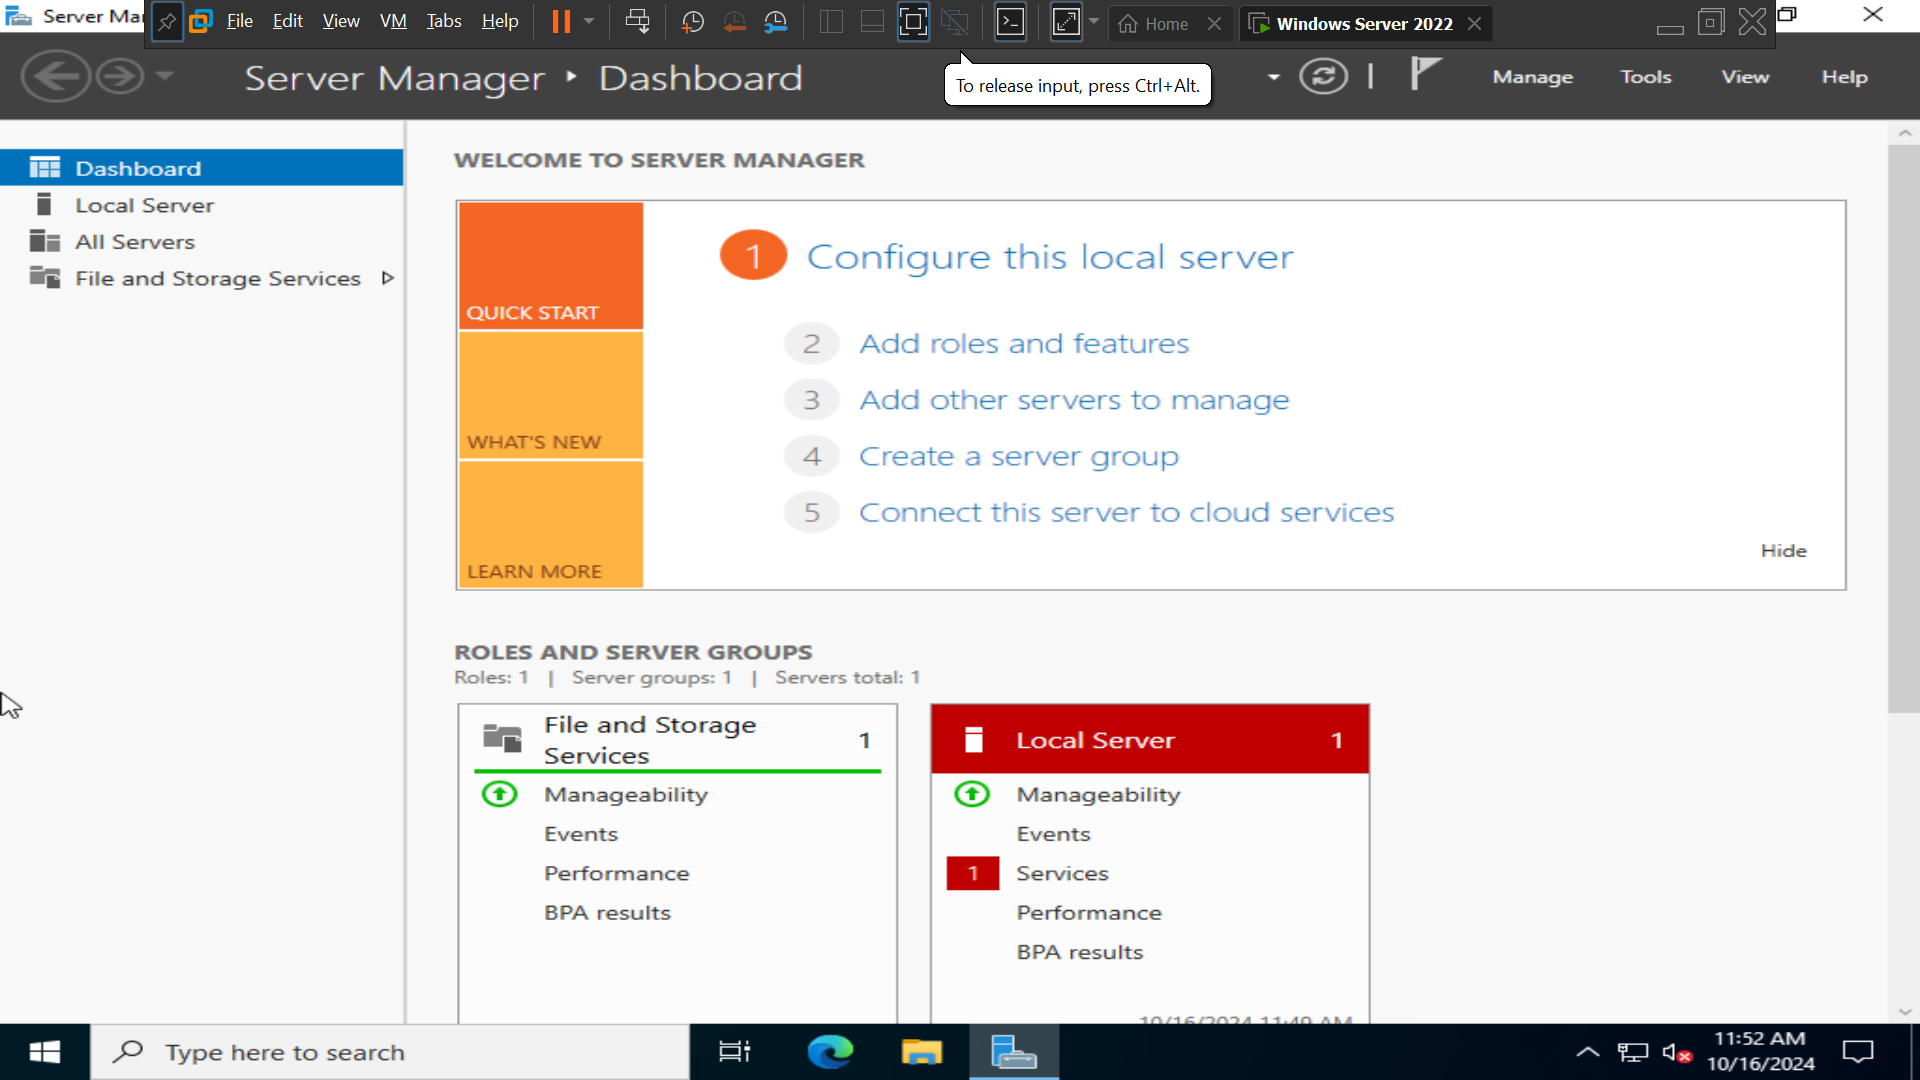 Server Ma
File Edit View VM Tabs Help
Home
Windows Server 2022
Server Manager ‣ Dashboard
To release input, press Ctrl+Alt.
Manage Tools View Help
Dashboard
Local Server
All Servers
File and Storage Services
WELCOME TO SERVER MANAGER
QUICK START
WHAT'S NEW
LEARN MORE
1 Configure this local server
2 Add roles and features
3 Add other servers to manage
4 Create a server group
5 Connect this server to cloud services
Hide
ROLES AND SERVER GROUPS
Roles: 1 | Server groups: 1 | Servers total: 1
File and Storage
Services
1
Manageability
Events
Performance
BPA results
Local Server 1
Manageability
Events
1 Services
Performance
BPA results
10/16/2024 11:49 AM
Type here to search
11:52 AM
10/16/2024